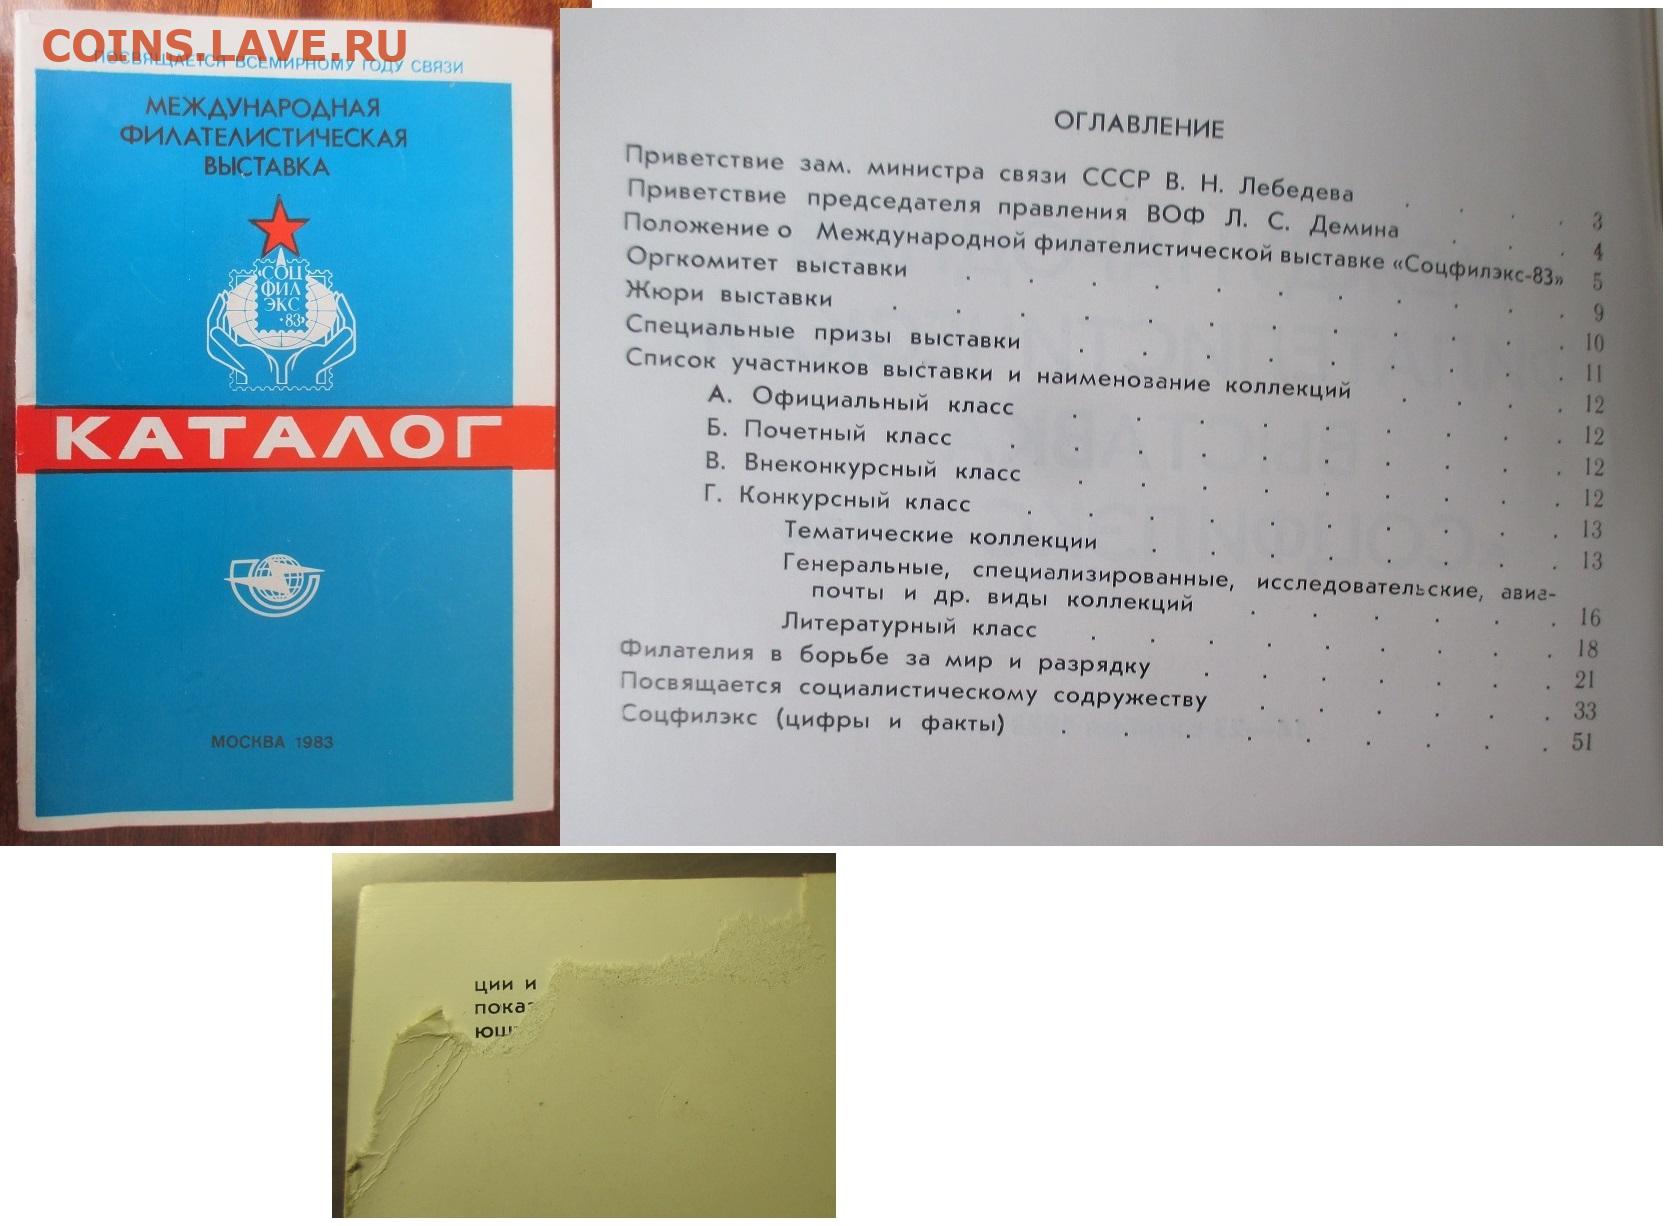 COINS.LAVE.RU
ПОСВЯЩАЕТСЯ ВСЕМИРНОМУ ГОДУ СВЯЗИ
МЕЖДУНАРОДНАЯ
ФИЛАТЕЛИСТИЧЕСКАЯ
ВЫСТАВКА
СОЦ
ФИЛ
ЭКС
·83·
КАТАЛОГ
МОСКВА 1983
ОГЛАВЛЕНИЕ
Приветствие зам. министра связи СССР В. Н. Лебедева . . . . 3
Приветствие председателя правления ВОФ Л. С. Демина . . . 4
Положение о Международной филателистической выставке «Соцфилэкс-83» 5
Оргкомитет выставки . . . . . . . . . . 9
Жюри выставки . . . . . . . . . . . 10
Специальные призы выставки . . . . . . . . 11
Список участников выставки и наименование коллекций . . . 12
А. Официальный класс . . . . . . . . 12
Б. Почетный класс . . . . . . . . . 12
В. Внеконкурсный класс . . . . . . . . 12
Г. Конкурсный класс . . . . . . . . . 13
Тематические коллекции . . . . . . . 13
Генеральные, специализированные, исследовательские, авиа-
почты и др. виды коллекций . . . . . . 16
Литературный класс . . . . . . . . 18
Филателия в борьбе за мир и разрядку . . . . . . 21
Посвящается социалистическому содружеству . . . . . . 33
Соцфилэкс (цифры и факты) . . . . . . . . 51
ции и
пока
ющ